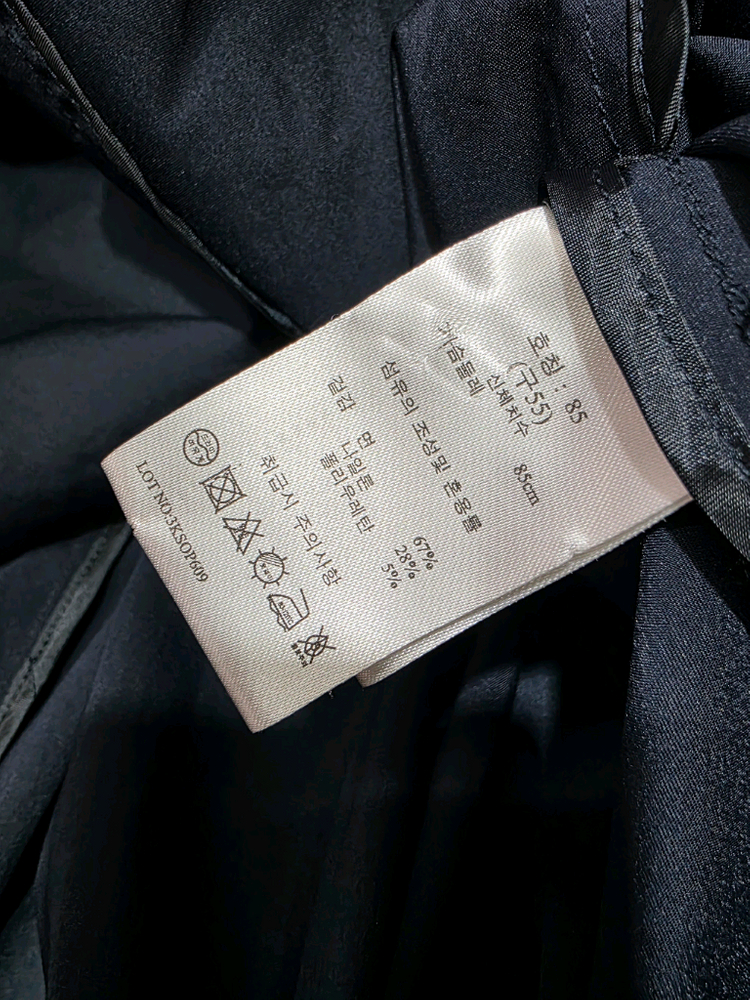 호칭 : 85
(구55)
신체치수
가슴둘레 85cm
섬유의 조성및 혼용률
겉감 면 67%
나일론 28%
폴리우레탄 5%
취급시 주의사항
LOT NO:3KSOP609